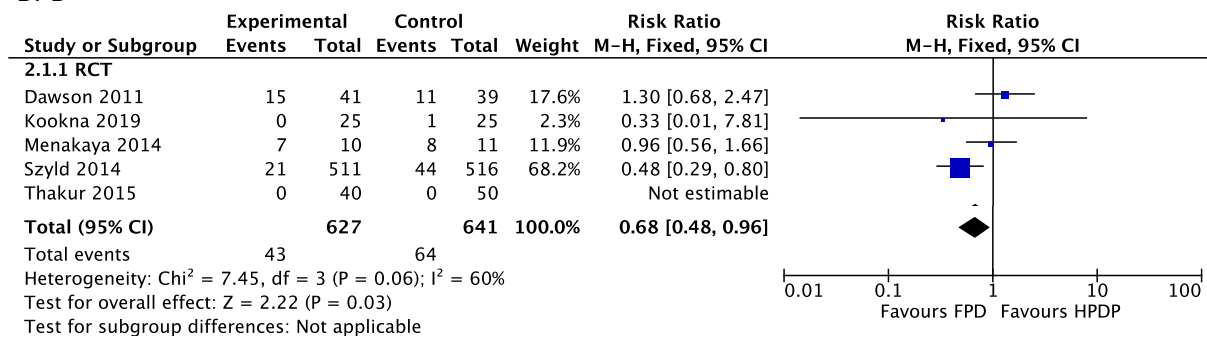 Experimental Control Risk Ratio Risk Ratio
Study or Subgroup Events Total Events Total Weight M-H, Fixed, 95% CI M-H, Fixed, 95% CI
2.1.1 RCT
Dawson 2011 15 41 11 39 17.6% 1.30 [0.68, 2.47]
Kookna 2019 0 25 1 25 2.3% 0.33 [0.01, 7.81]
Menakaya 2014 7 10 8 11 11.9% 0.96 [0.56, 1.66]
Szyld 2014 21 511 44 516 68.2% 0.48 [0.29, 0.80]
Thakur 2015 0 40 0 50 Not estimable
Total (95% CI) 627 641 100.0% 0.68 [0.48, 0.96]
Total events 43 64
Heterogeneity: Chi² = 7.45, df = 3 (P = 0.06); I² = 60%
Test for overall effect: Z = 2.22 (P = 0.03)
Test for subgroup differences: Not applicable
0.01 0.1 1 10 100
Favours FPD Favours HPDP